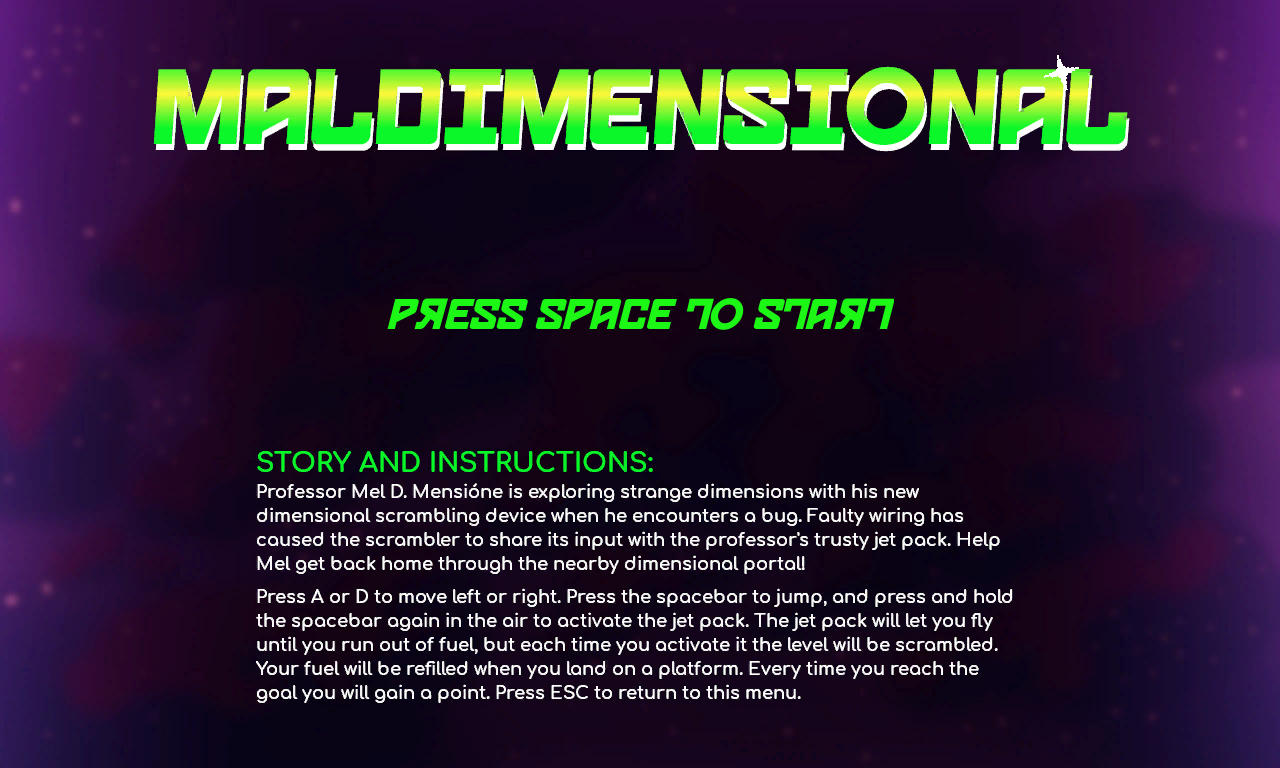 MALDIMENSIONAL
PRESS SPACE TO START
STORY AND INSTRUCTIONS:
Professor Mel D. Mensióne is exploring strange dimensions with his new
dimensional scrambling device when he encounters a bug. Faulty wiring has
caused the scrambler to share its input with the professor's trusty jet pack. Help
Mel get back home through the nearby dimensional portal!
Press A or D to move left or right. Press the spacebar to jump, and press and hold
the spacebar again in the air to activate the jet pack. The jet pack will let you fly
until you run out of fuel, but each time you activate it the level will be scrambled.
Your fuel will be refilled when you land on a platform. Every time you reach the
goal you will gain a point. Press ESC to return to this menu.